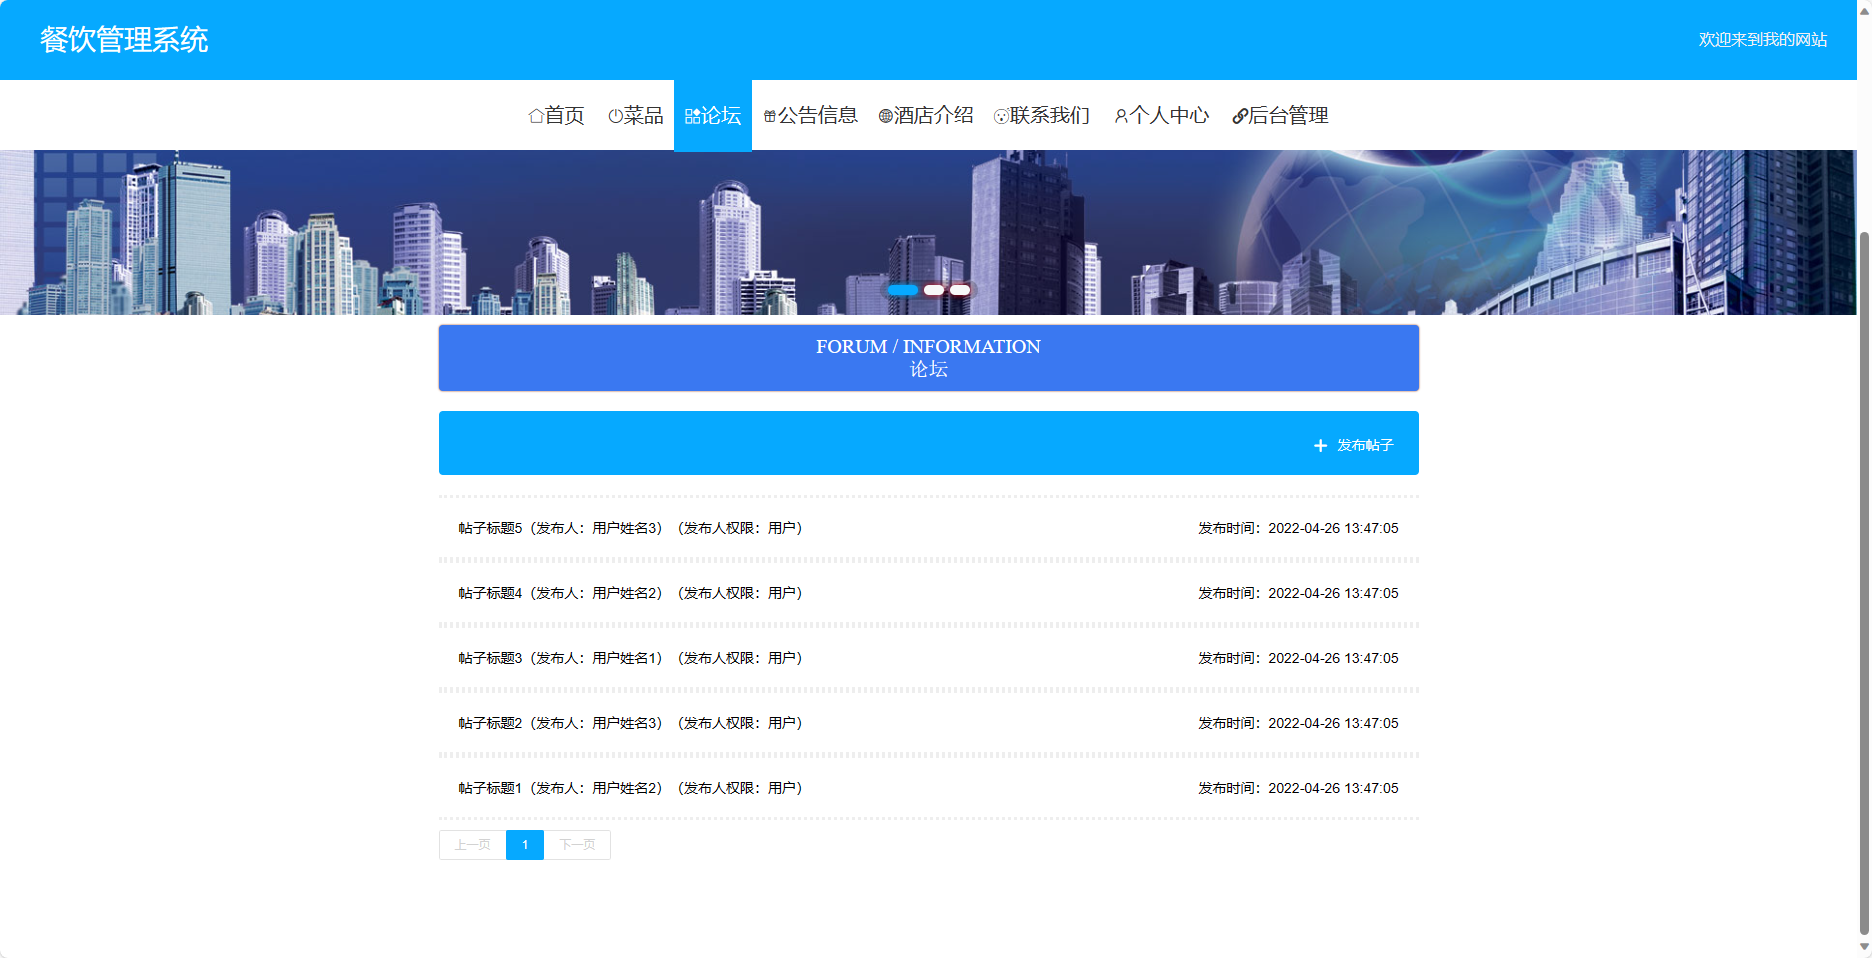 餐饮管理系统
欢迎来到我的网站
首页 菜品 论坛 公告信息 酒店介绍 联系我们 个人中心 后台管理
FORUM / INFORMATION
论坛
发布帖子
帖子标题5（发布人：用户姓名3）（发布人权限：用户） 发布时间：2022-04-26 13:47:05
帖子标题4（发布人：用户姓名2）（发布人权限：用户） 发布时间：2022-04-26 13:47:05
帖子标题3（发布人：用户姓名1）（发布人权限：用户） 发布时间：2022-04-26 13:47:05
帖子标题2（发布人：用户姓名3）（发布人权限：用户） 发布时间：2022-04-26 13:47:05
帖子标题1（发布人：用户姓名2）（发布人权限：用户） 发布时间：2022-04-26 13:47:05
上一页 1 下一页